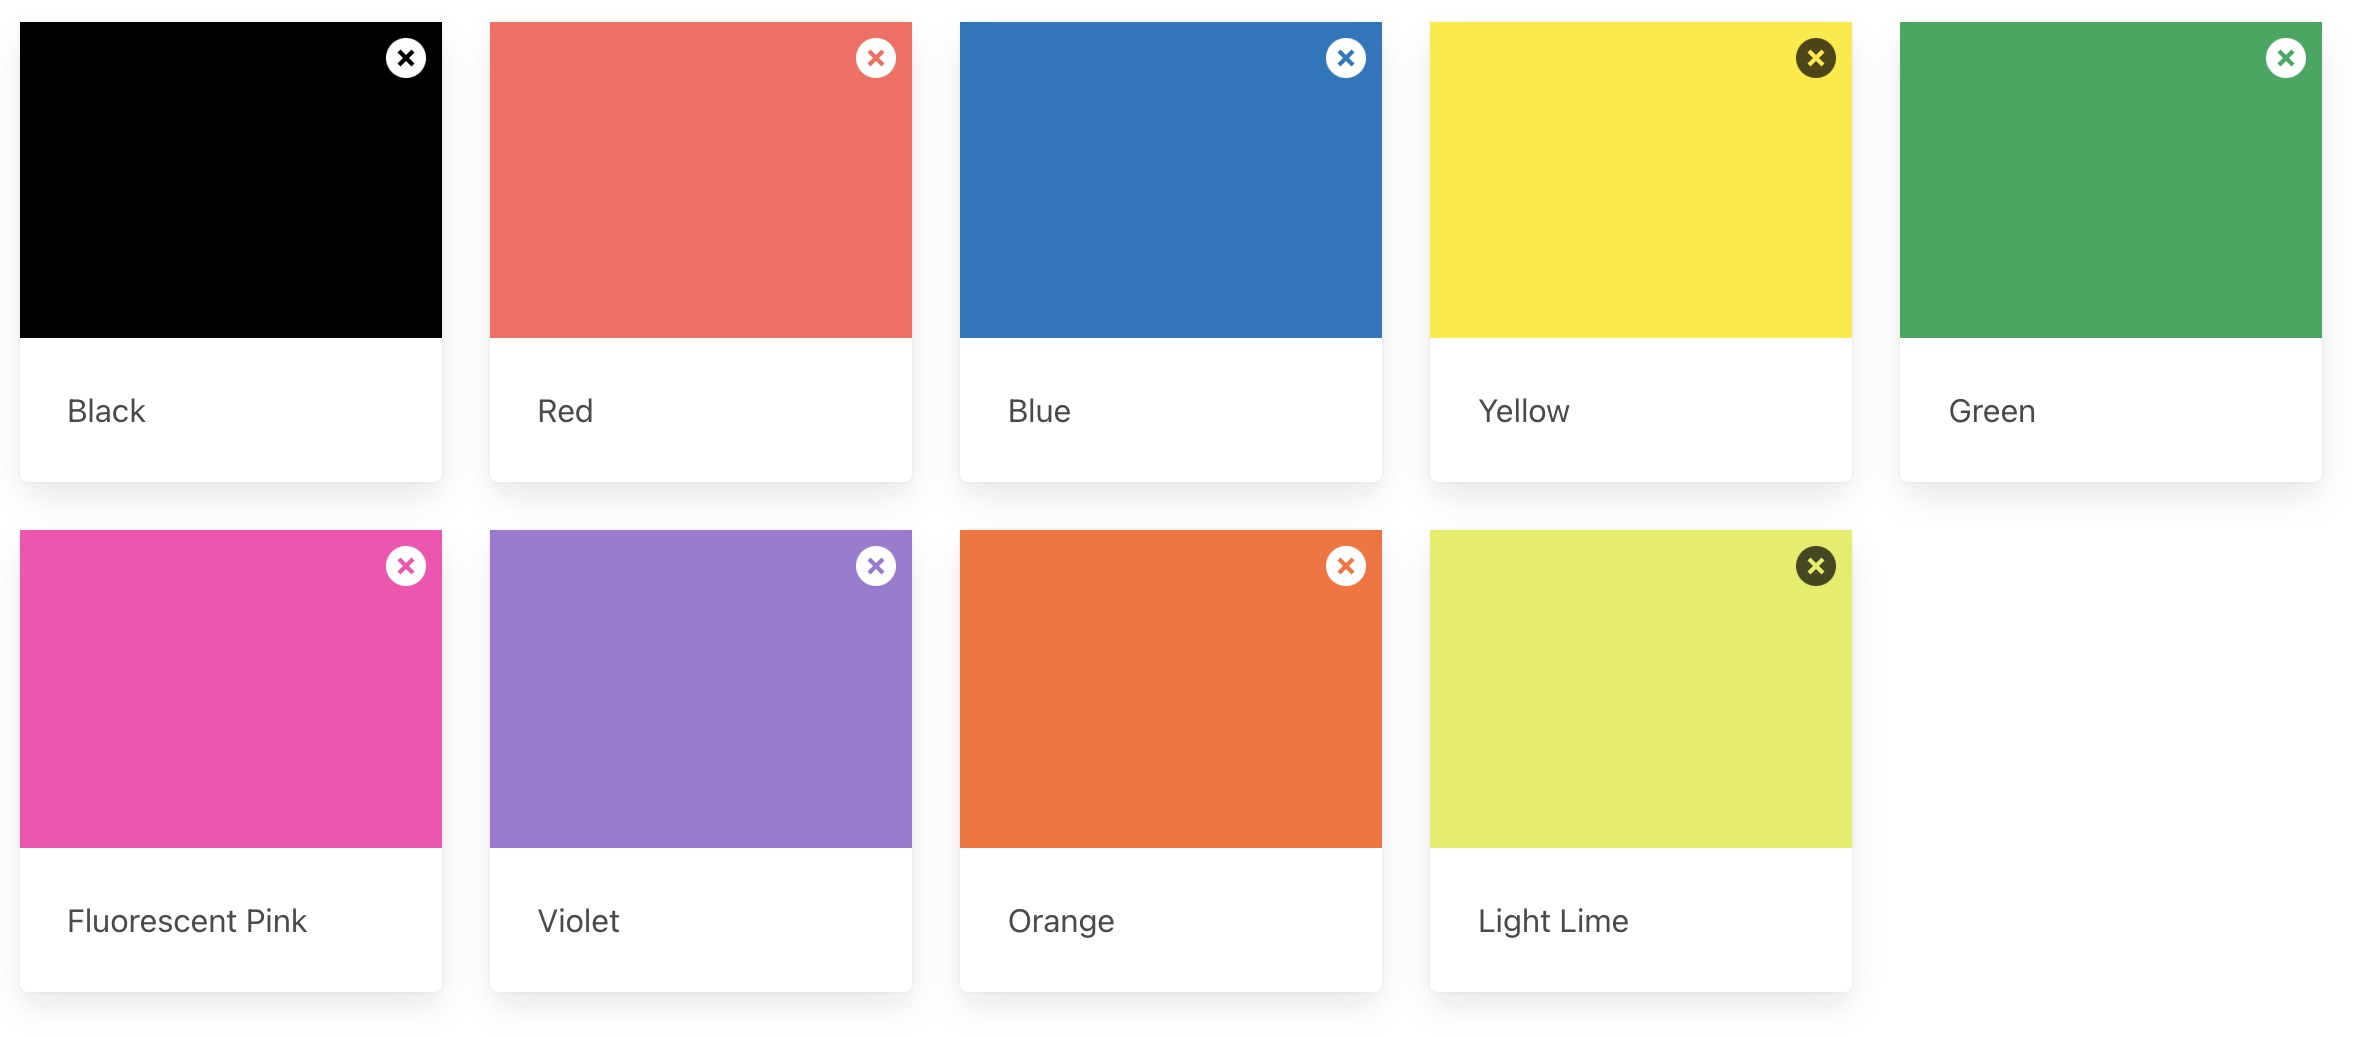 Black
Red
Blue
Yellow
Green
Fluorescent Pink
Violet
Orange
Light Lime